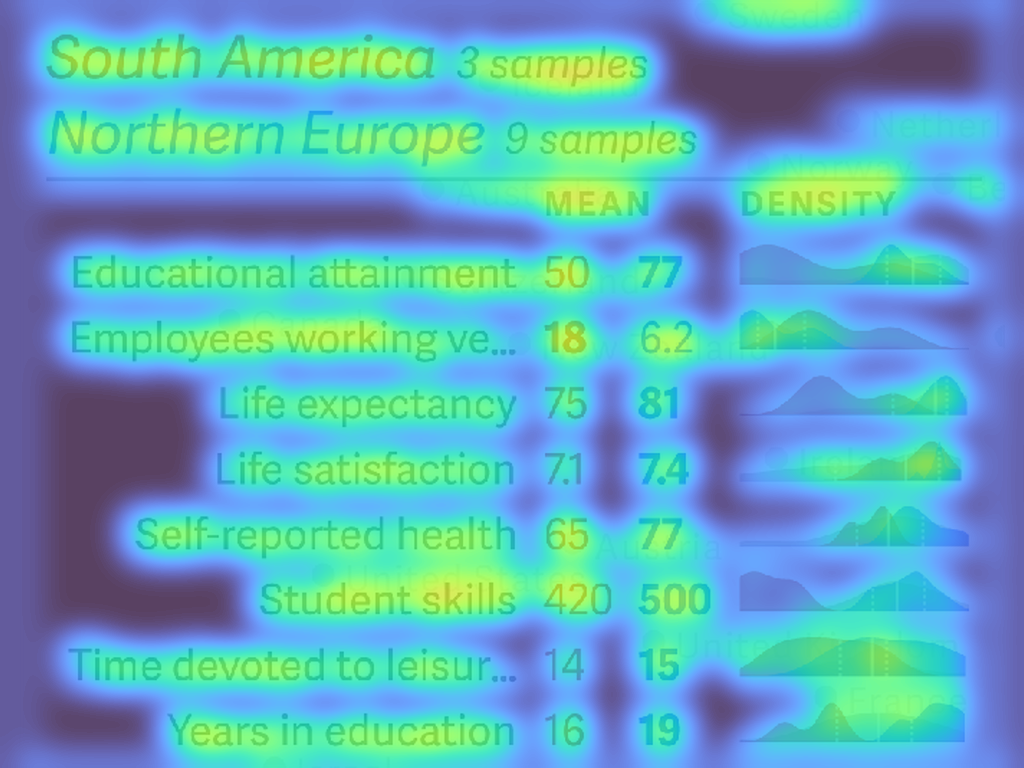 Sweden
South America 3 samples
Northern Europe 9 samples
MEAN DENSITY
Educational attainment 50 77
Employees working ve... 18 6.2
Life expectancy 75 81
Life satisfaction 7.1 7.4
Self-reported health 65 77
Student skills 420 500
Time devoted to leisur... 14 15
Years in education 16 19
France